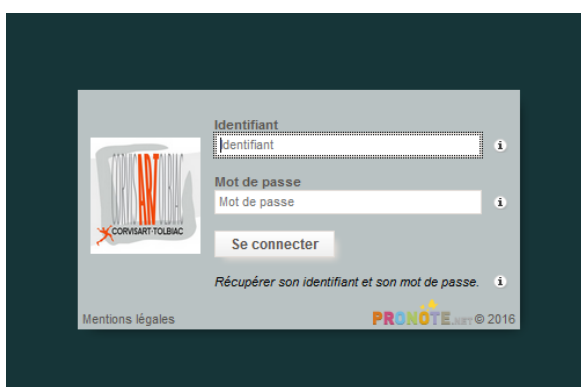 Identifiant
Identifiant
Mot de passe
Mot de passe
CORVISARTOLBIAC
CORVISART-TOLBIAC
Se connecter
Récupérer son identifiant et son mot de passe.
Mentions légales
PRONOTE.NET © 2016